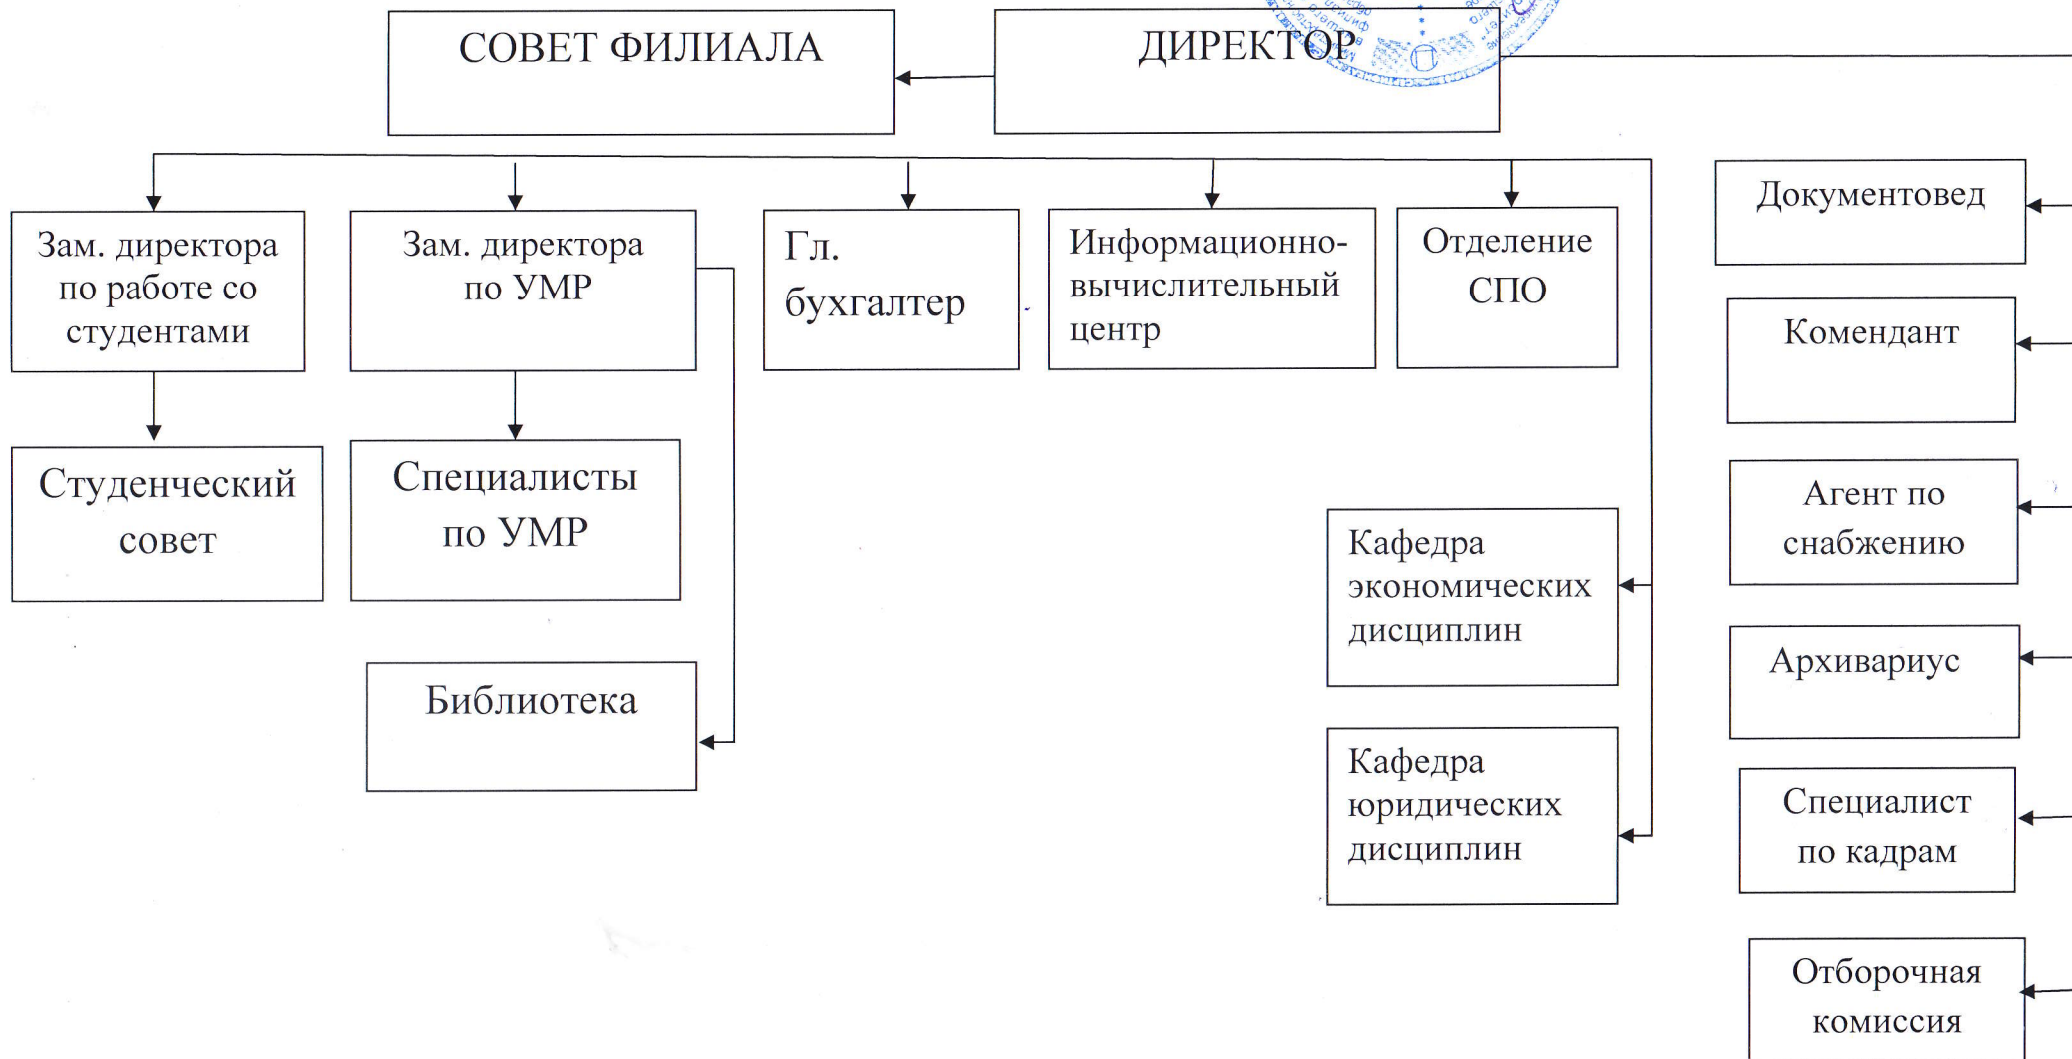 СОВЕТ ФИЛИАЛА
ДИРЕКТОР
Зам. директора
по работе со
студентами
Зам. директора
по УМР
Гл.
бухгалтер
Информационно-
вычислительный
центр
Отделение
СПО
Документовед
Комендант
Студенческий
совет
Специалисты
по УМР
Агент по
снабжению
Кафедра
экономических
дисциплин
Библиотека
Архивариус
Кафедра
юридических
дисциплин
Специалист
по кадрам
Отборочная
комиссия